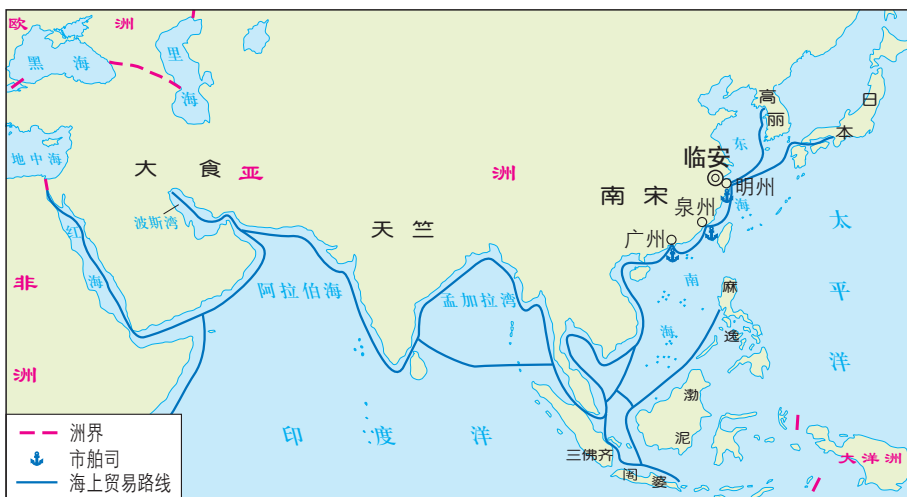 欧洲
黑海
里海
地中海
大食
亚洲
波斯湾
红海
非洲
天竺
阿拉伯海
孟加拉湾
印度洋
高丽
日本
东海
临安
明州
南宋
泉州
广州
南海
太平洋
麻逸
渤泥
三佛齐
阇婆
大洋洲
洲界
市舶司
海上贸易路线